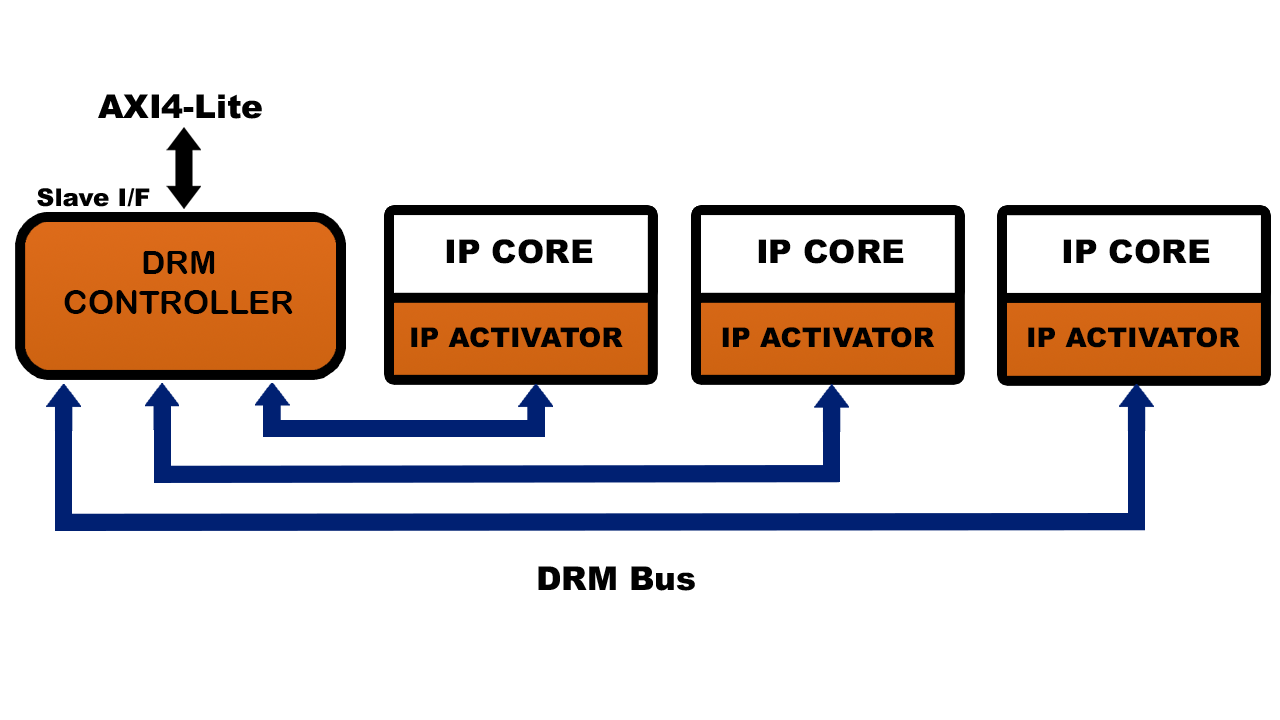 AXI4-Lite
Slave I/F
DRM
CONTROLLER
IP CORE
IP ACTIVATOR
IP CORE
IP ACTIVATOR
IP CORE
IP ACTIVATOR
DRM Bus